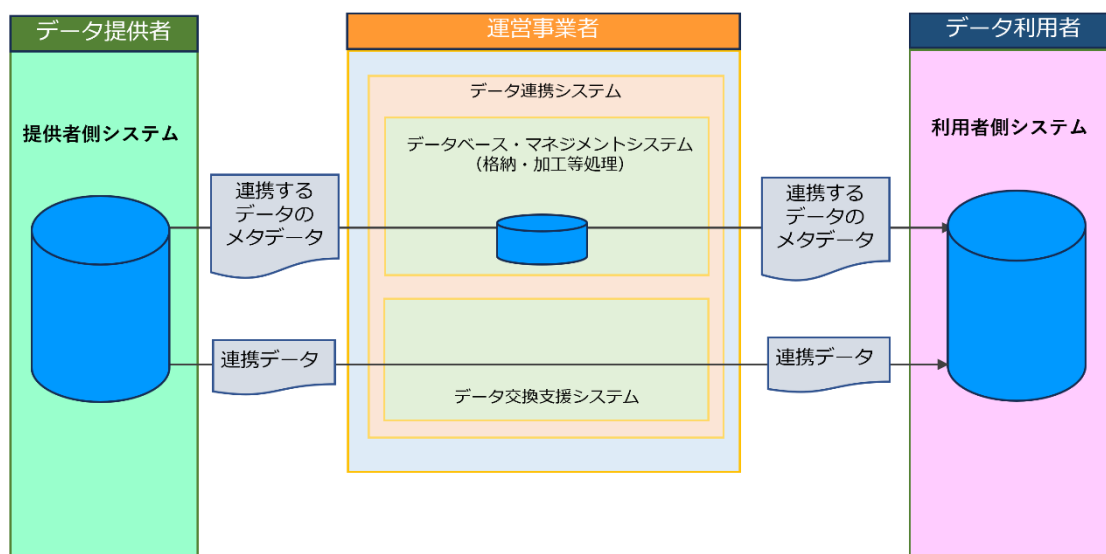 データ提供者
運営事業者
データ利用者
提供者側システム
データ連携システム
データベース・マネジメントシステム
（格納・加工等処理）
利用者側システム
連携する
データの
メタデータ
連携する
データの
メタデータ
連携データ
連携データ
データ交換支援システム